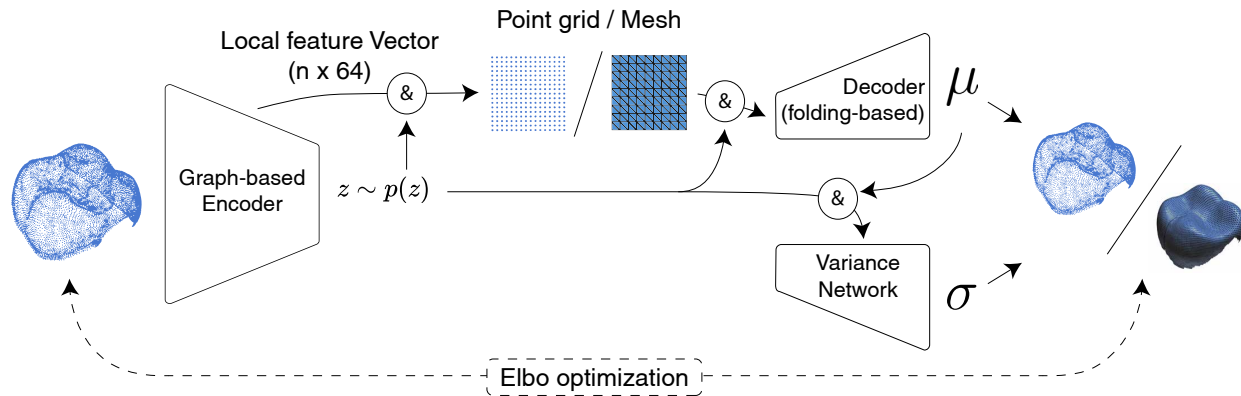 Point grid / Mesh
Local feature Vector
(n x 64)
&
&
Decoder
(folding-based)
μ
Graph-based
Encoder
z ∼ p(z)
&
Variance
Network
σ
Elbo optimization